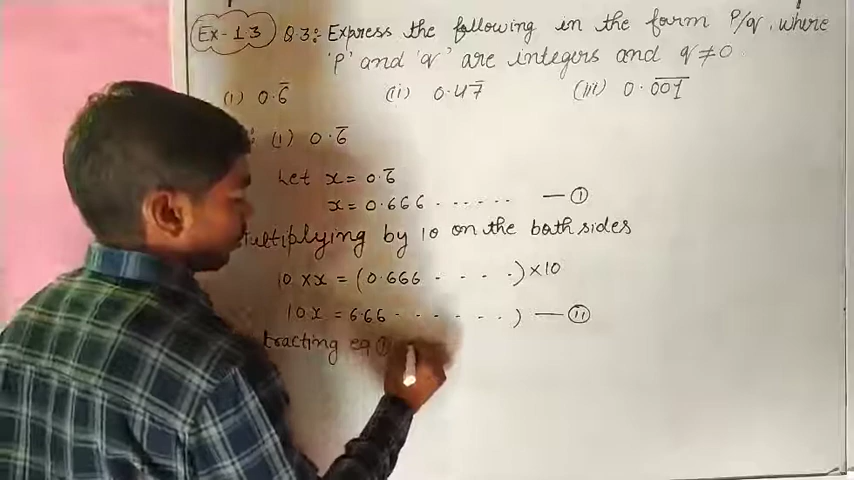 Ex-1.3 Q.3:- Express the following in the form P/q, where
'P' and 'q' are integers and q ≠ 0.
(i) 0.6̅ (ii) 0.47̅ (iii) 0.0̅0̅1̅
(i) 0.6̅
Let x = 0.6̅
x = 0.666 ...... — ①
Multiplying by 10 on the both sides
10 × x = (0.666 ....) × 10
10x = 6.66 .......) — ⑪
tracting eq ①